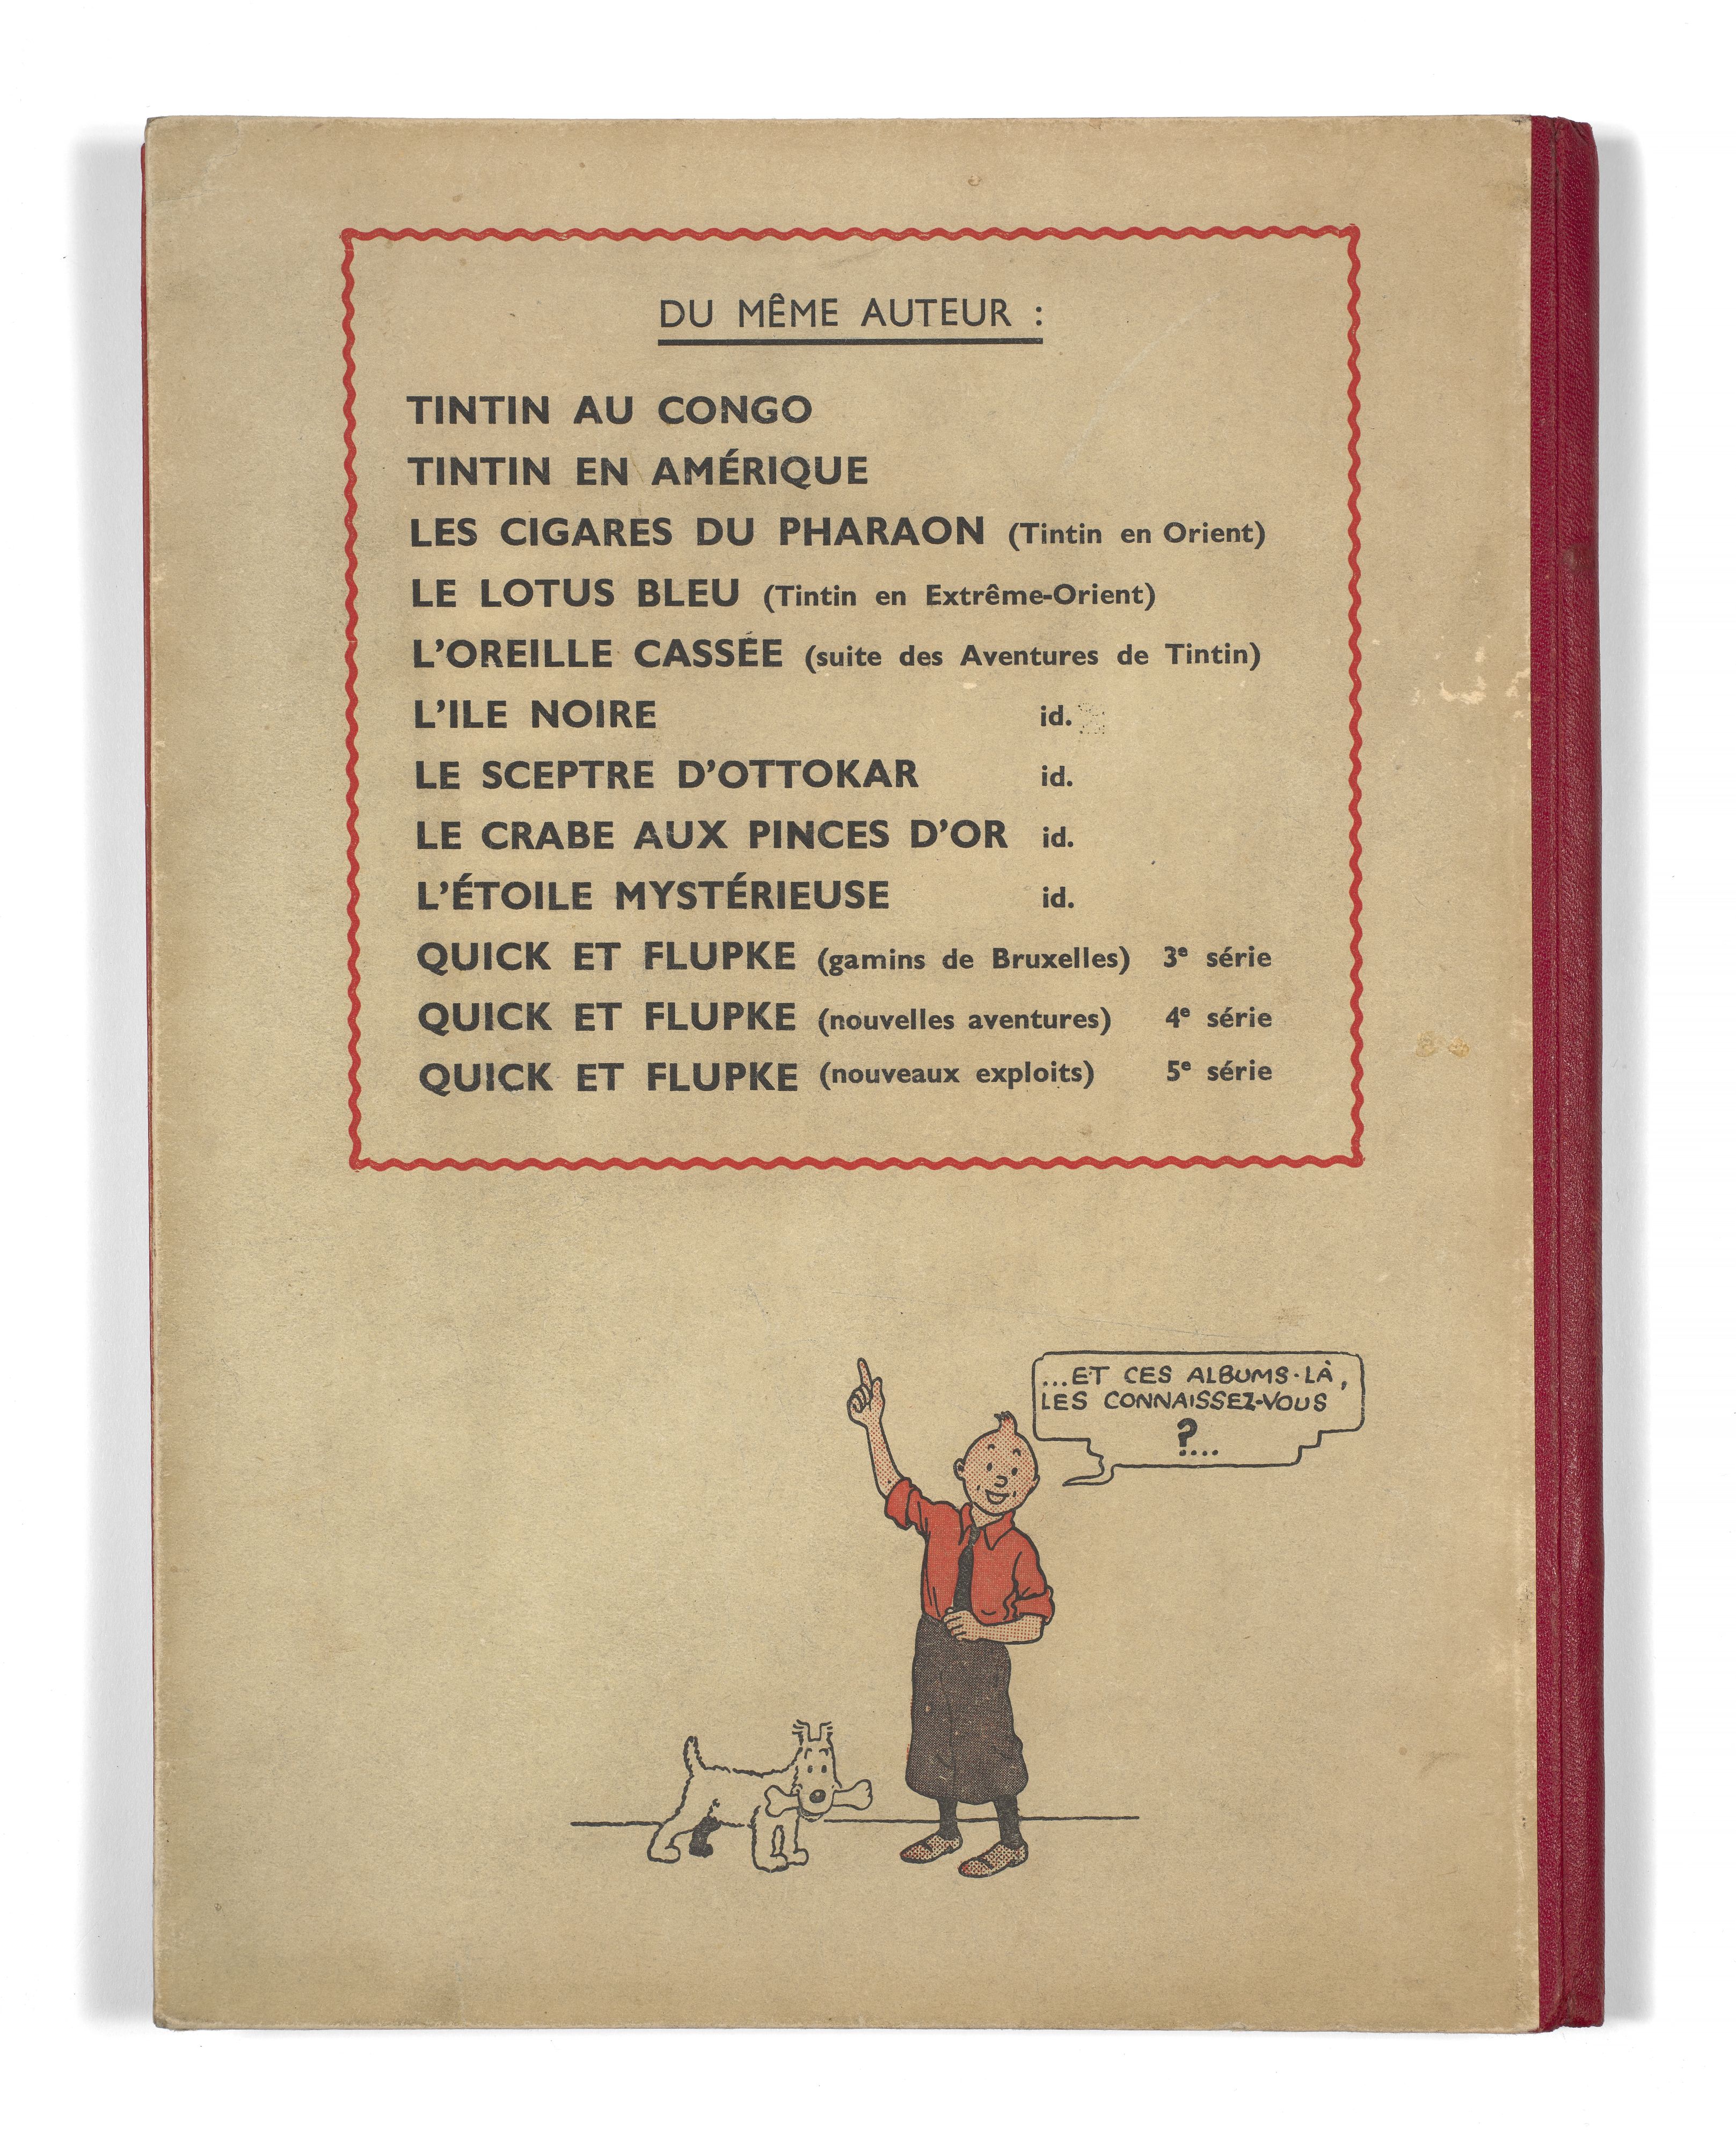 DU MÊME AUTEUR :
TINTIN AU CONGO
TINTIN EN AMÉRIQUE
LES CIGARES DU PHARAON (Tintin en Orient)
LE LOTUS BLEU (Tintin en Extrême-Orient)
L'OREILLE CASSÉE (suite des Aventures de Tintin)
L'ILE NOIRE id.
LE SCEPTRE D'OTTOKAR id.
LE CRABE AUX PINCES D'OR id.
L'ÉTOILE MYSTÉRIEUSE id.
QUICK ET FLUPKE (gamins de Bruxelles) 3e série
QUICK ET FLUPKE (nouvelles aventures) 4e série
QUICK ET FLUPKE (nouveaux exploits) 5e série
...ET CES ALBUMS-LÀ,
LES CONNAISSEZ-VOUS
?...